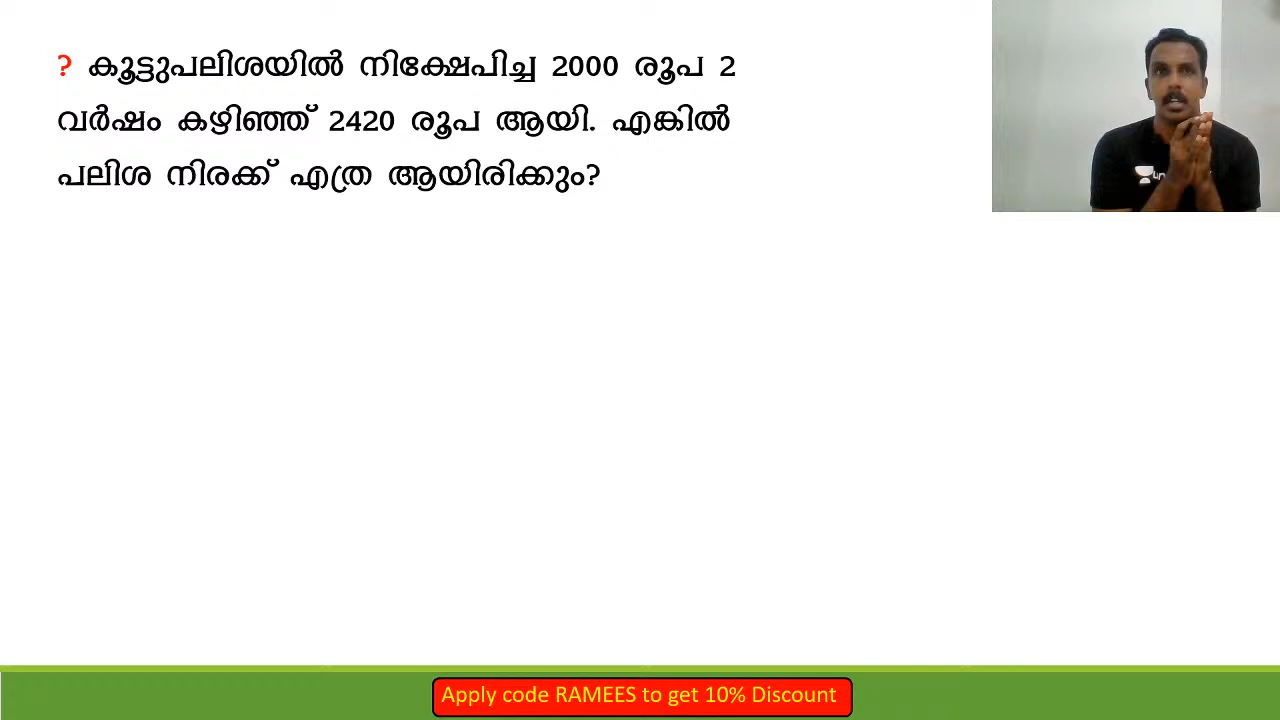 ? കൂട്ടുപലിശയിൽ നിക്ഷേപിച്ച 2000 രൂപ 2
വർഷം കഴിഞ്ഞ് 2420 രൂപ ആയി. എങ്കിൽ
പലിശ നിരക്ക് എത്ര ആയിരിക്കും?
Apply code RAMEES to get 10% Discount